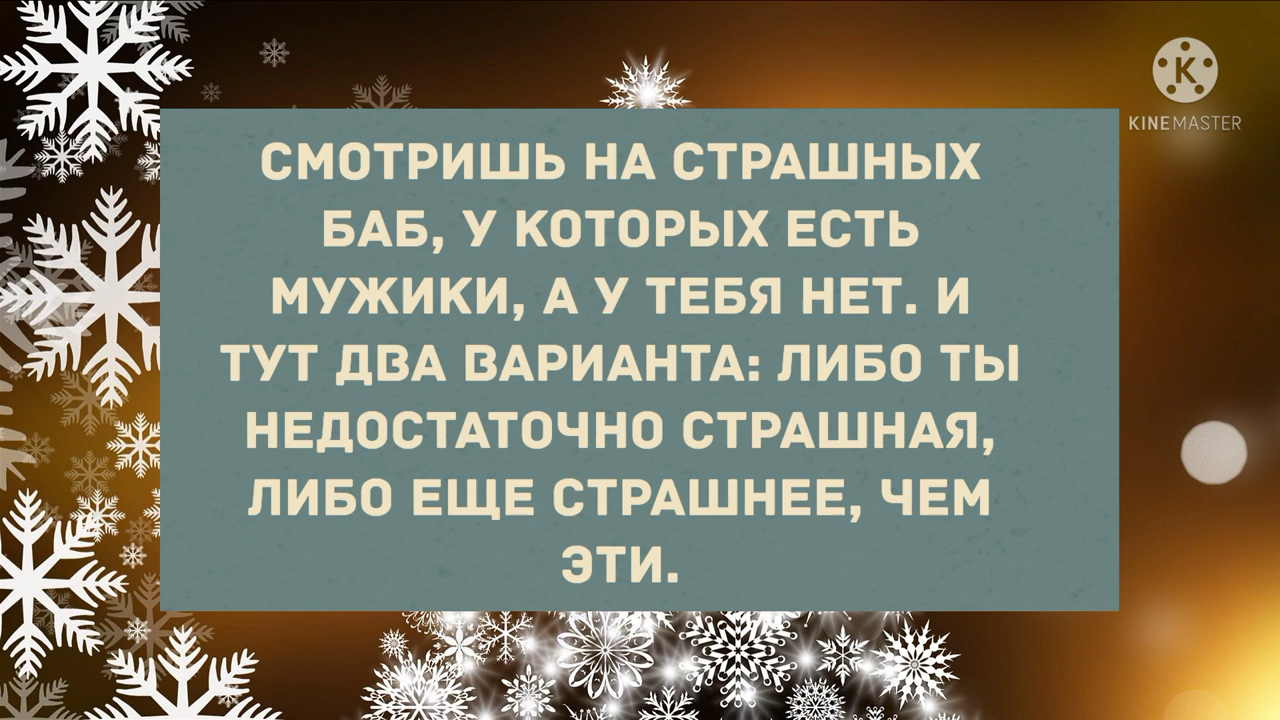 KINEMASTER
СМОТРИШЬ НА СТРАШНЫХ
БАБ, У КОТОРЫХ ЕСТЬ
МУЖИКИ, А У ТЕБЯ НЕТ. И
ТУТ ДВА ВАРИАНТА: ЛИБО ТЫ
НЕДОСТАТОЧНО СТРАШНАЯ,
ЛИБО ЕЩЕ СТРАШНЕЕ, ЧЕМ
ЭТИ.